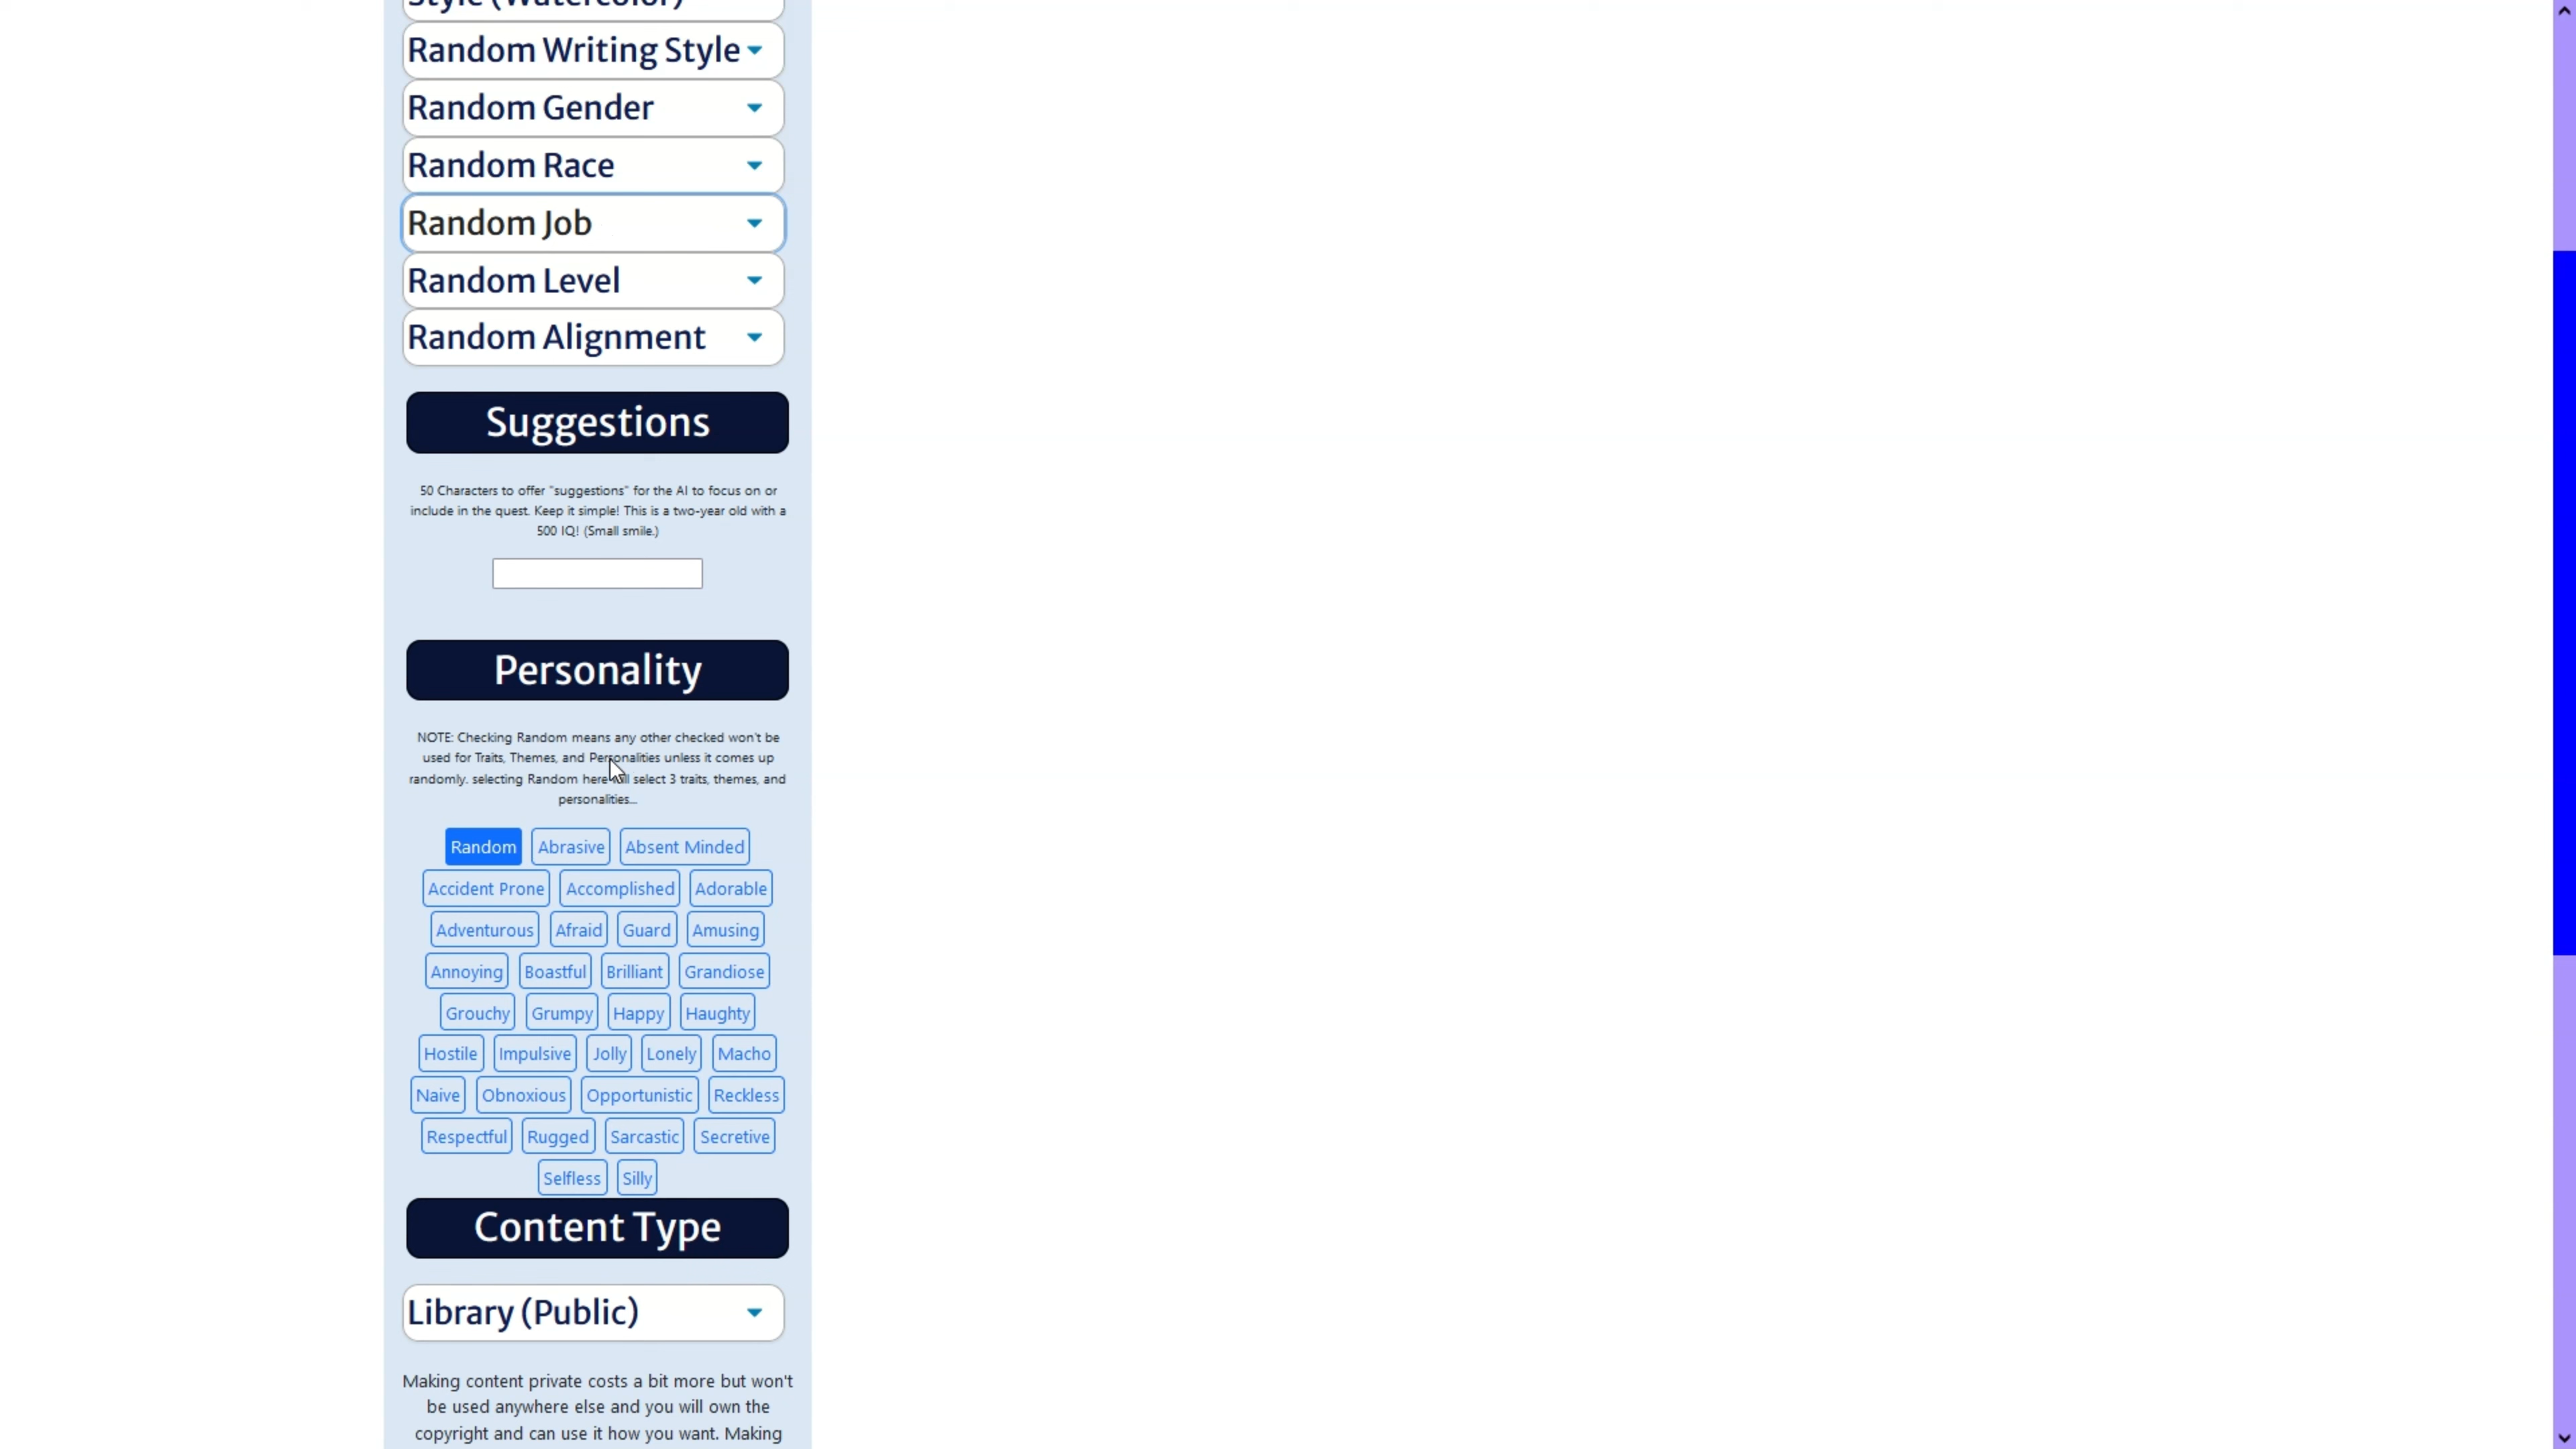 Style (Watercolor)
Random Writing Style
Random Gender
Random Race
Random Job
Random Level
Random Alignment
Suggestions
50 Characters to offer "suggestions" for the AI to focus on or
include in the quest. Keep it simple! This is a two-year old with a
500 IQ! (Small smile.)
Personality
NOTE: Checking Random means any other checked won't be
used for Traits, Themes, and Personalities unless it comes up
randomly. selecting Random here will select 3 traits, themes, and
personalities...
Random Abrasive Absent Minded
Accident Prone Accomplished Adorable
Adventurous Afraid Guard Amusing
Annoying Boastful Brilliant Grandiose
Grouchy Grumpy Happy Haughty
Hostile Impulsive Jolly Lonely Macho
Naive Obnoxious Opportunistic Reckless
Respectful Rugged Sarcastic Secretive
Selfless Silly
Content Type
Library (Public)
Making content private costs a bit more but won't
be used anywhere else and you will own the
copyright and can use it how you want. Making